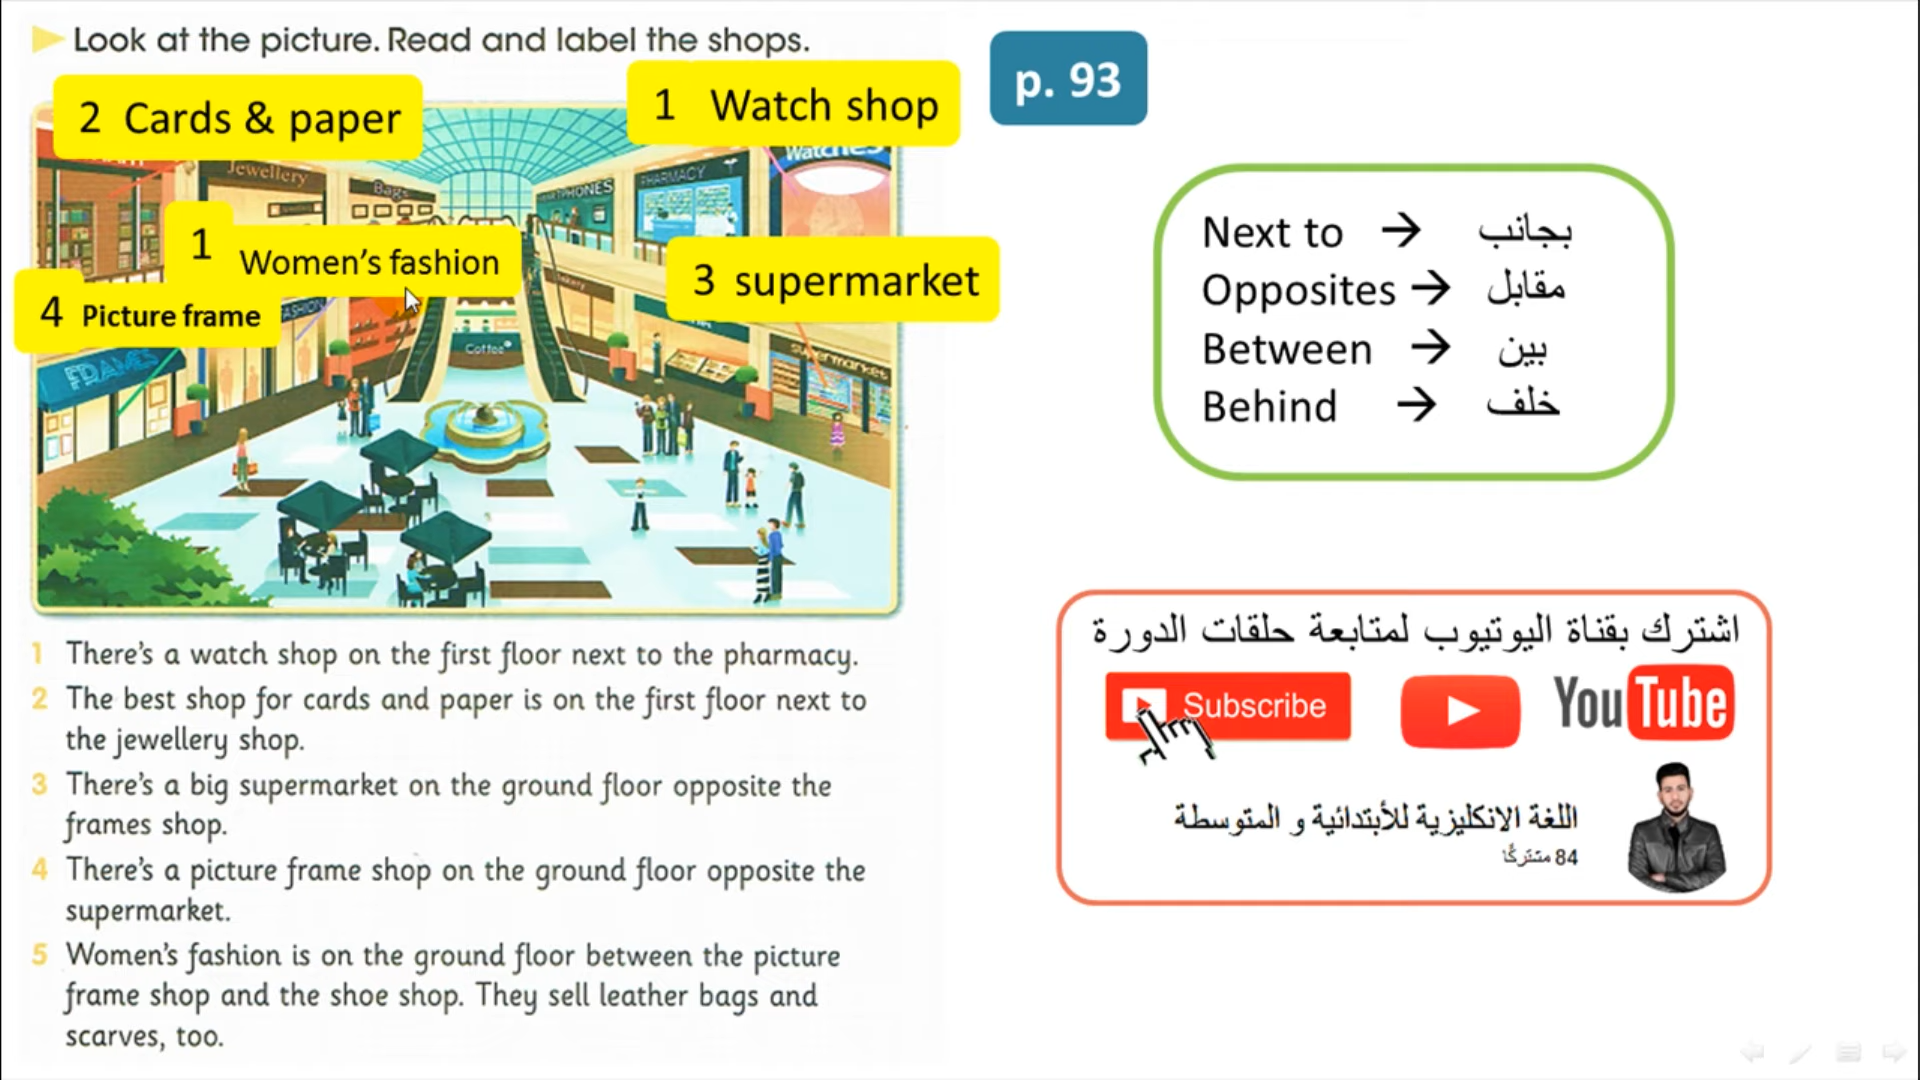 Look at the picture. Read and label the shops.
p. 93
2 Cards & paper
1 Watch shop
Watches
Jewellery
Bags
PHARMACY
1 Women's fashion
3 supermarket
4 Picture frame
FASHION
Bakery
Coffee
supermarket
FRAMES
Next to → بجانب
Opposites → مقابل
Between → بين
Behind → خلف
1 There's a watch shop on the first floor next to the pharmacy.
2 The best shop for cards and paper is on the first floor next to
the jewellery shop.
3 There's a big supermarket on the ground floor opposite the
frames shop.
4 There's a picture frame shop on the ground floor opposite the
supermarket.
5 Women's fashion is on the ground floor between the picture
frame shop and the shoe shop. They sell leather bags and
scarves, too.
اشترك بقناة اليوتيوب لمتابعة حلقات الدورة
Subscribe
YouTube
اللغة الانكليزية للأبتدائية و المتوسطة
84 مشتركًا